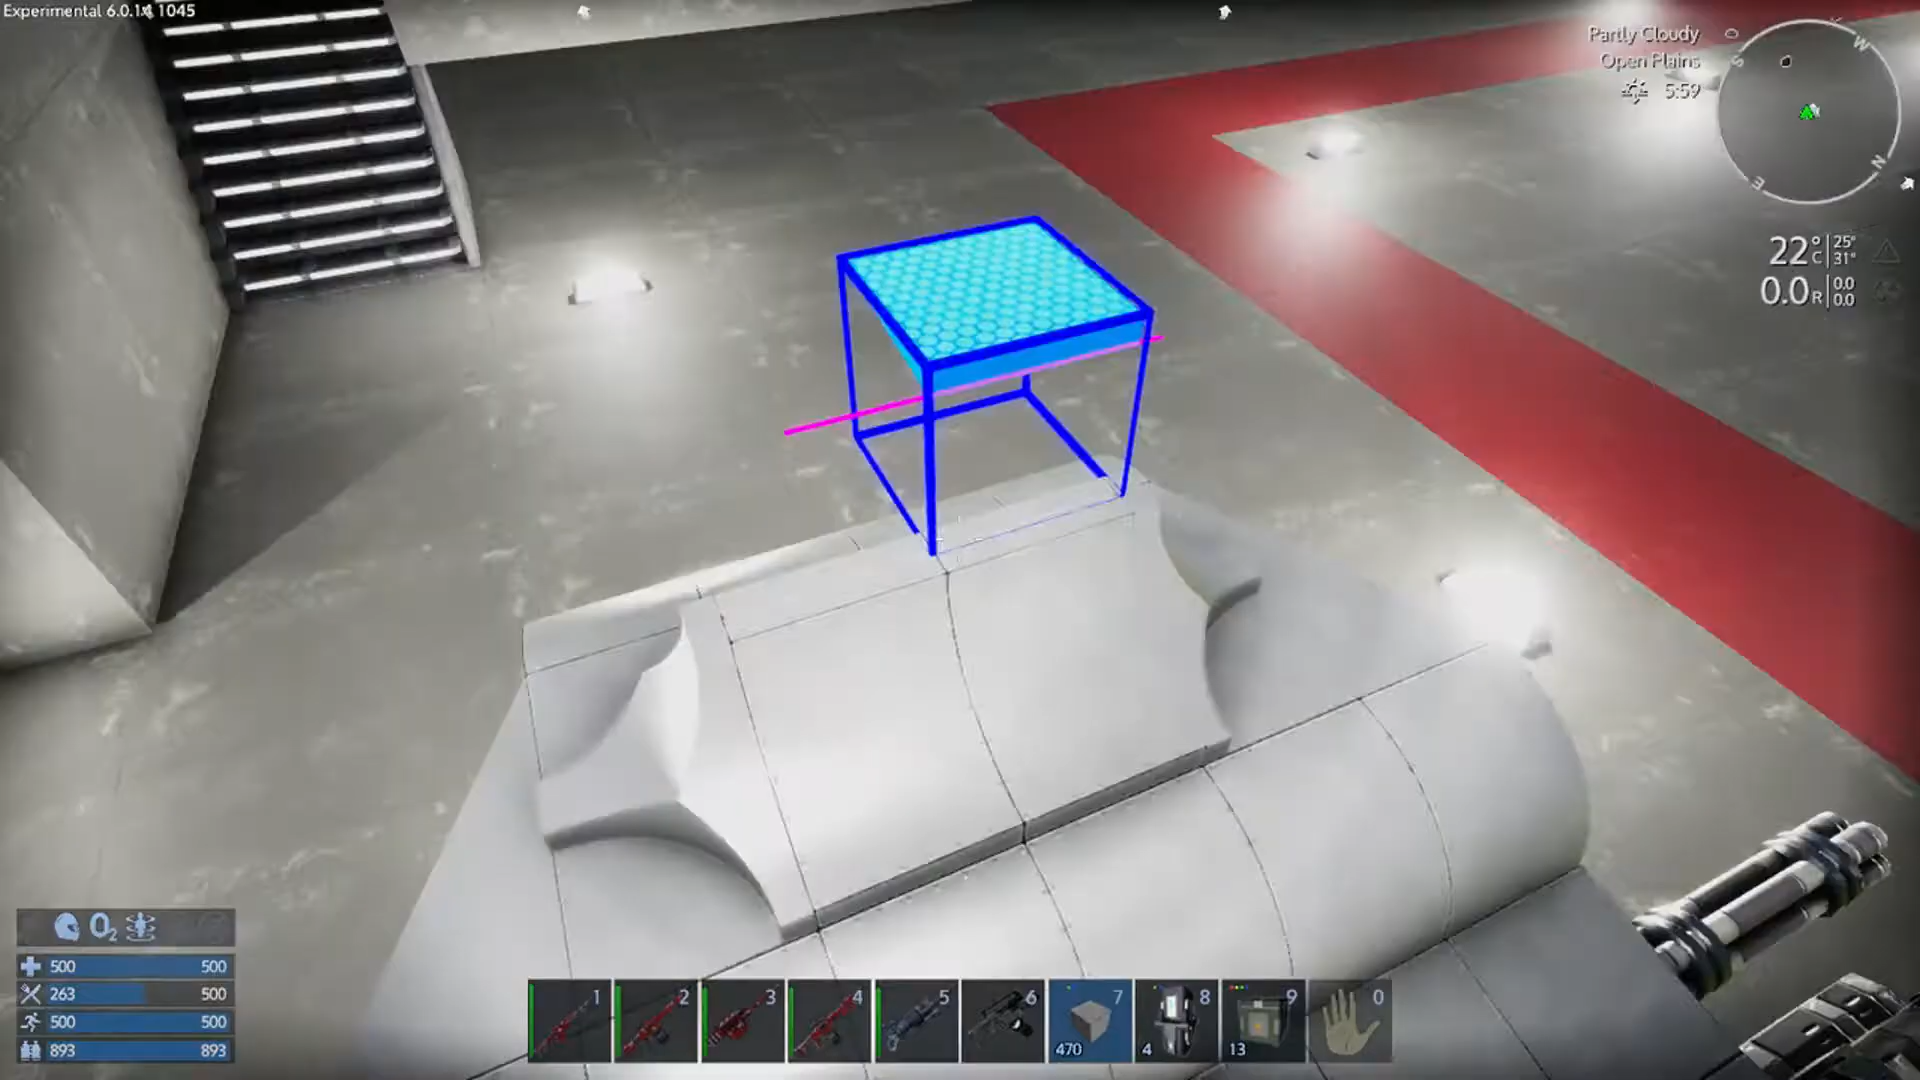 Experimental 6.0.14 1045
Partly Cloudy
Open Plains
5:59
W
S
N
E
22°C 25° 31°
0.0R 0.0 0.0
O2
500 500
263 500
500 500
893 893
1 2 3 4 5 6 7 8 9 0
470 4 13